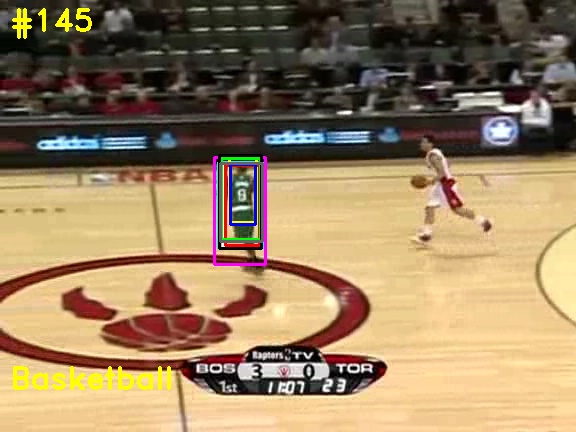 #145
adidas
adidas
NBA
8
Basketball
Raptors TV
BOS 3 0 TOR
1st 11:07 23